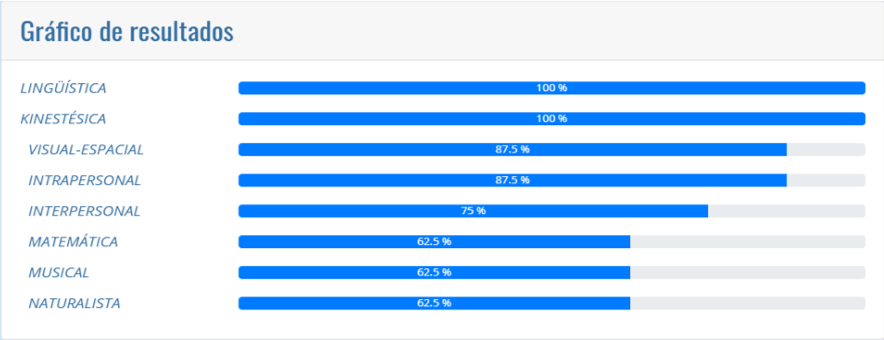 Gráfico de resultados
LINGÜÍSTICA 100 %
KINESTÉSICA 100 %
VISUAL-ESPACIAL 87.5 %
INTRAPERSONAL 87.5 %
INTERPERSONAL 75 %
MATEMÁTICA 62.5 %
MUSICAL 62.5 %
NATURALISTA 62.5 %